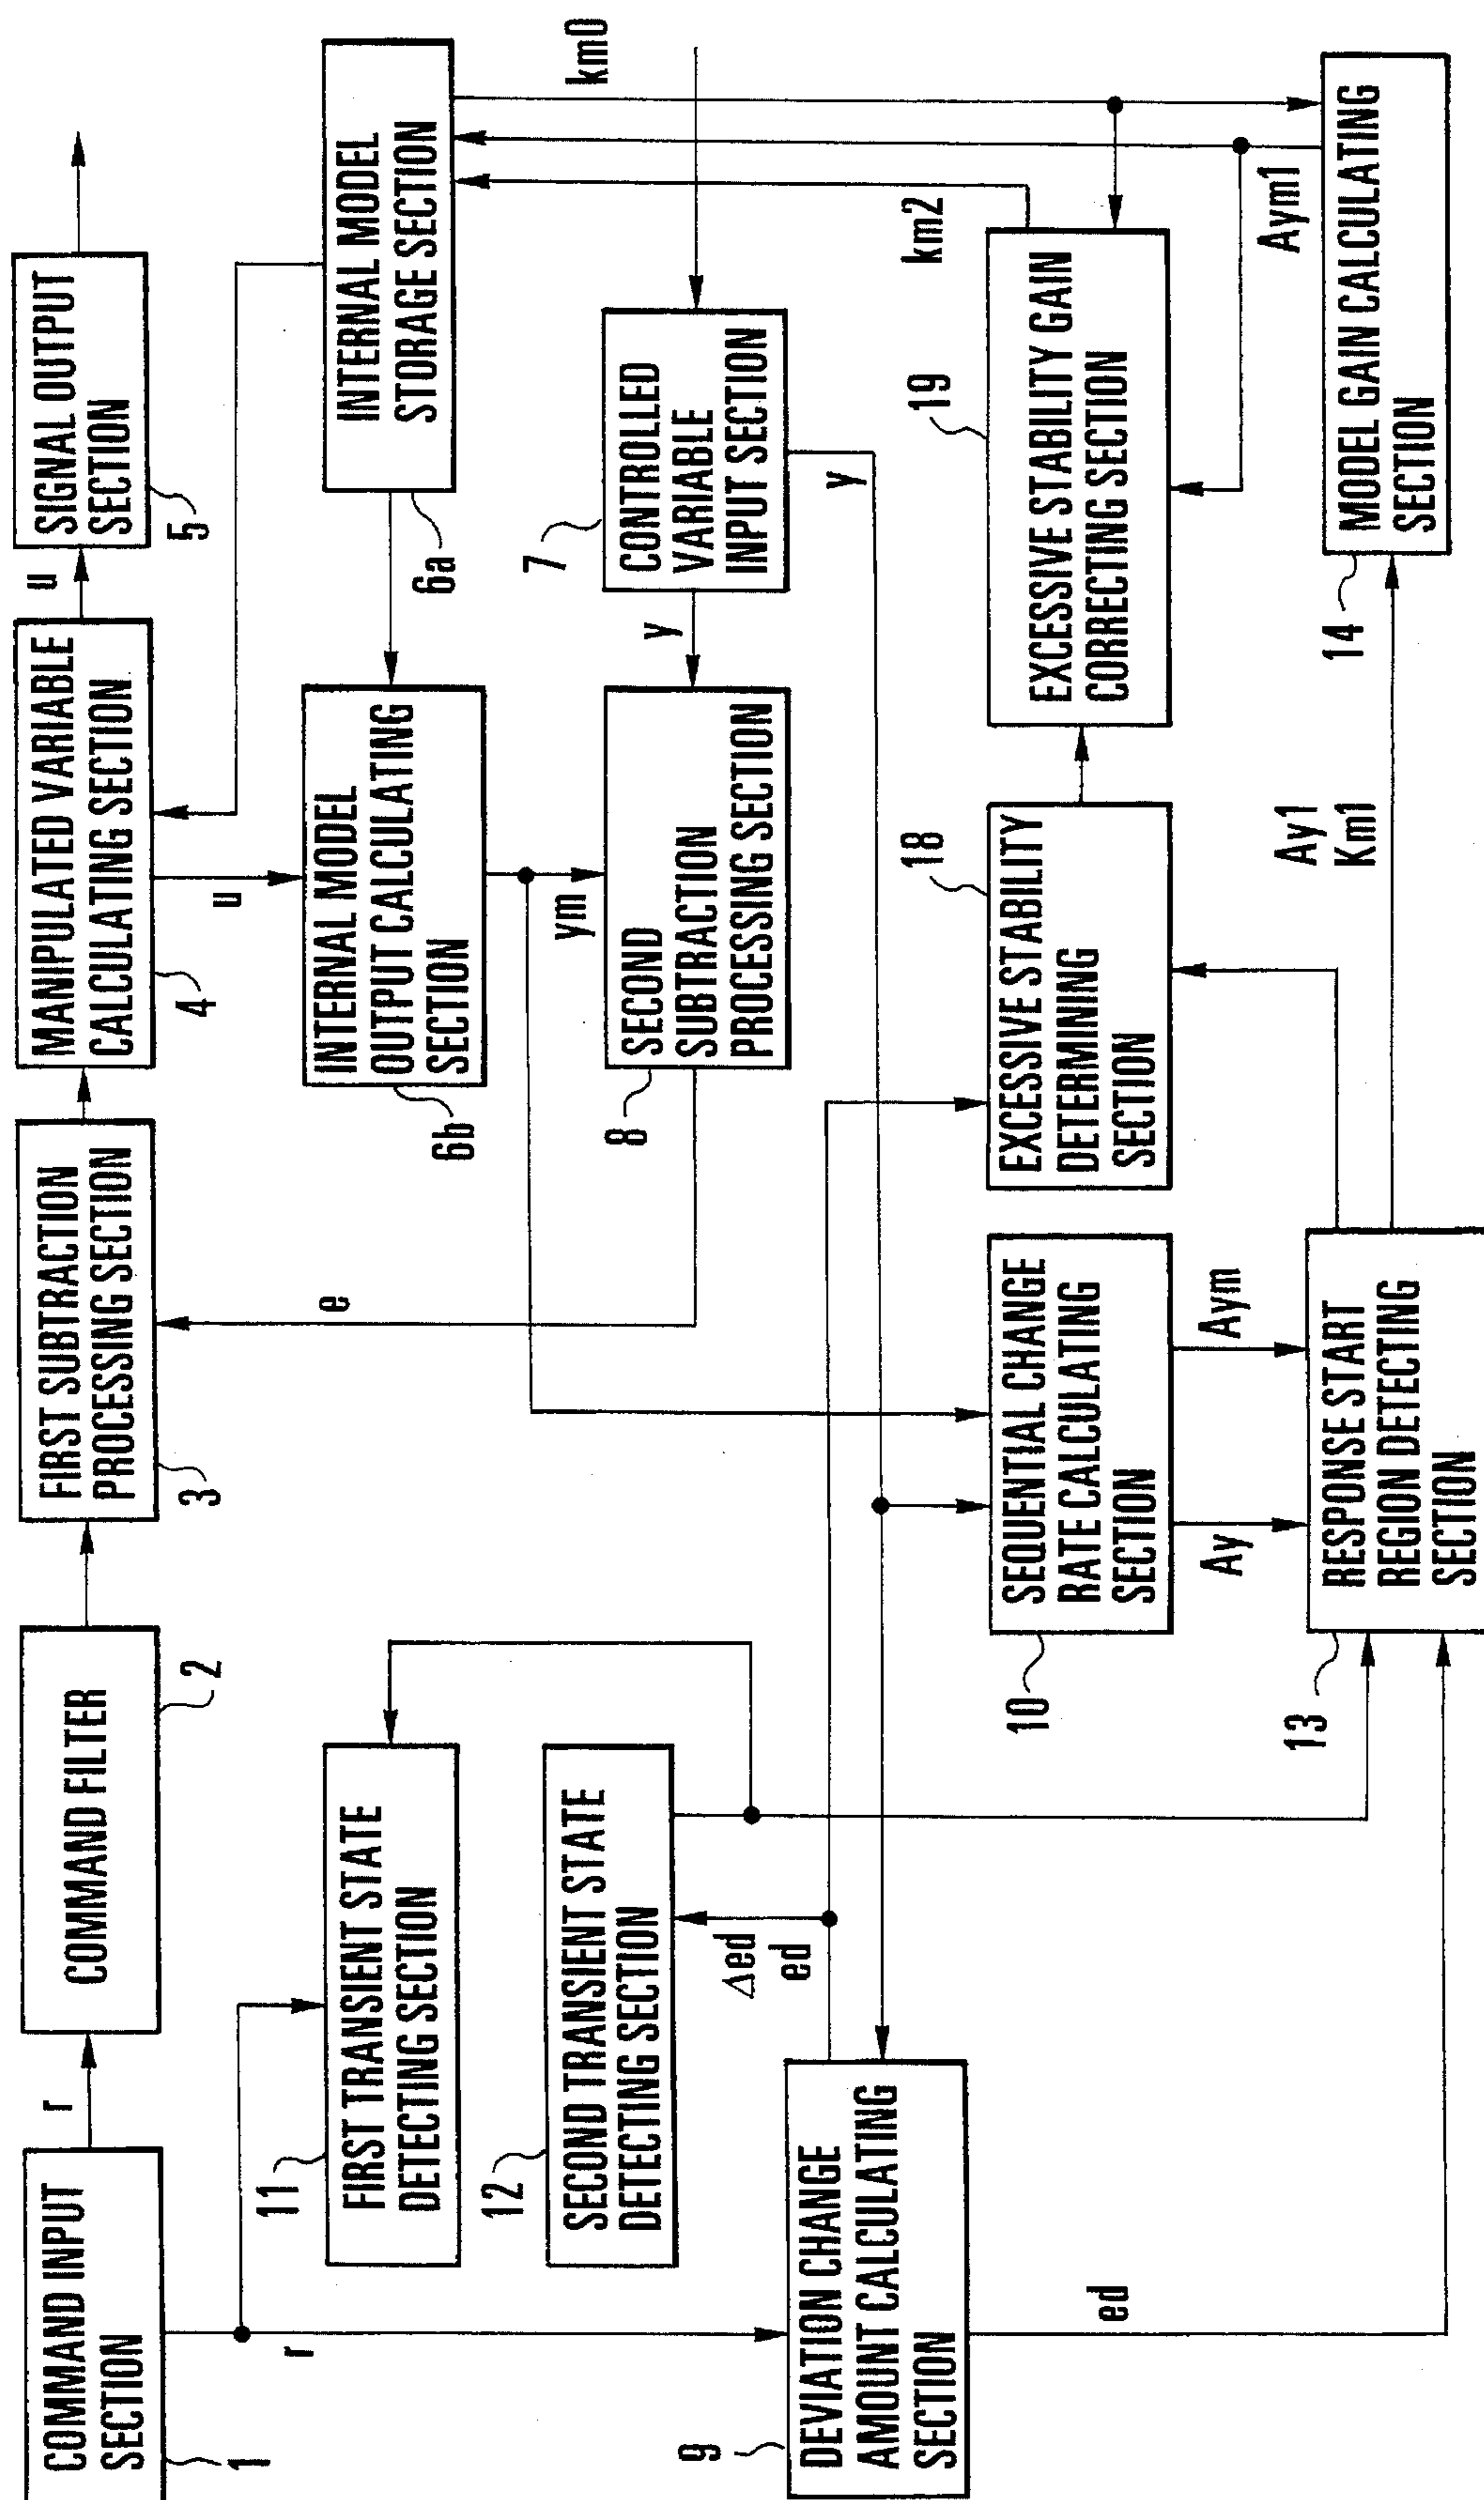 COMMAND INPUT
SECTION
1
r
COMMAND FILTER
2
FIRST SUBTRACTION
PROCESSING SECTION
3
MANIPULATED VARIABLE
CALCULATING SECTION
4
u
SIGNAL OUTPUT
SECTION
5
r
11
FIRST TRANSIENT STATE
DETECTING SECTION
e
u
INTERNAL MODEL
OUTPUT CALCULATING
SECTION
6b
6a
INTERNAL MODEL
STORAGE SECTION
km0
12
SECOND TRANSIENT STATE
DETECTING SECTION
Δed
ed
ym
8
SECOND
SUBTRACTION
PROCESSING SECTION
y
7
CONTROLLED
VARIABLE
INPUT SECTION
y
9
DEVIATION CHANGE
AMOUNT CALCULATING
SECTION
ed
10
SEQUENTIAL CHANGE
RATE CALCULATING
SECTION
Ay
Aym
18
EXCESSIVE STABILITY
DETERMINING
SECTION
19
EXCESSIVE STABILITY GAIN
CORRECTING SECTION
km2
Aym1
13
RESPONSE START
REGION DETECTING
SECTION
Ay1
Km1
14
MODEL GAIN CALCULATING
SECTION